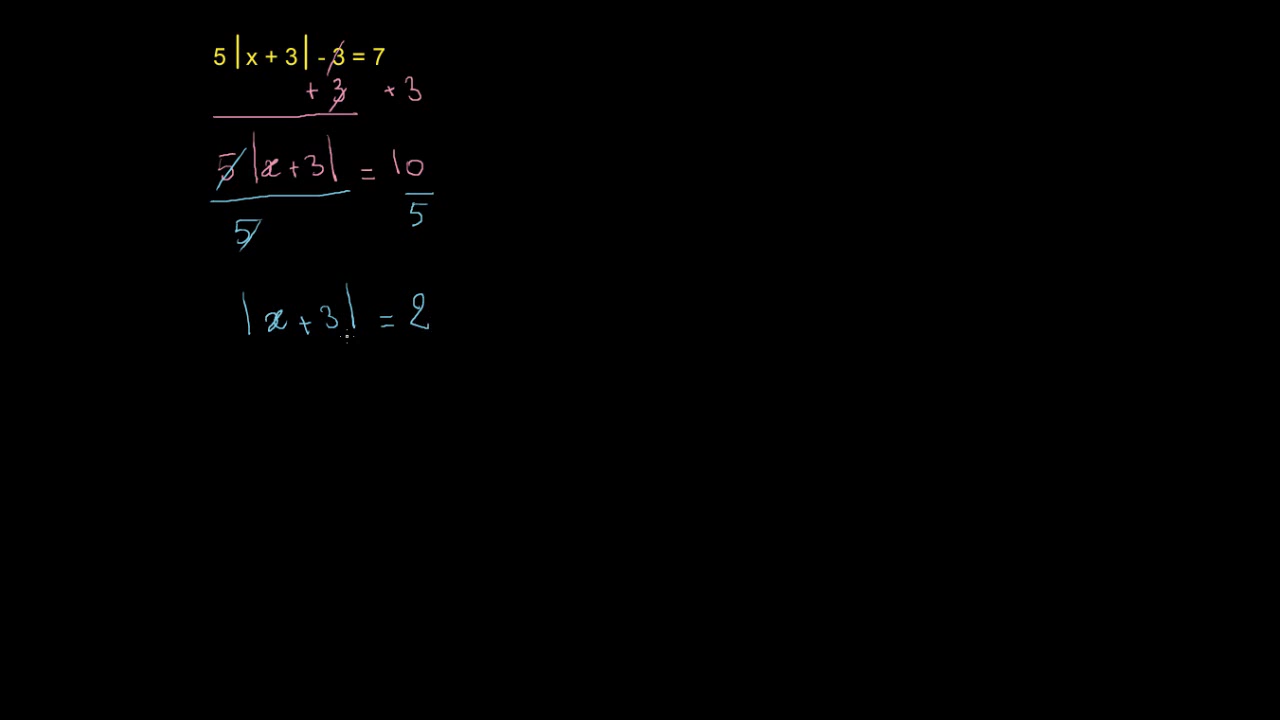 5 |x + 3| - 3 = 7
+ 3 + 3
5 |x + 3| = 10
5 5
|x + 3| = 2